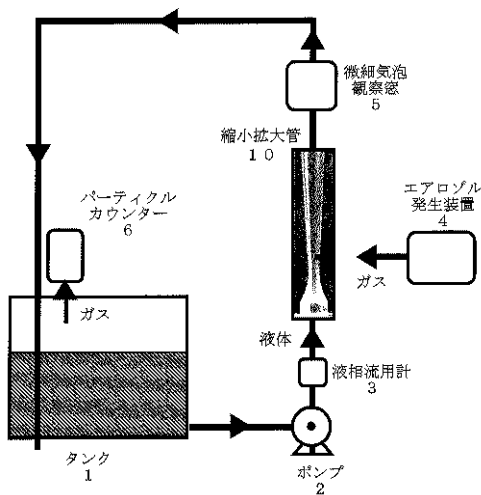 微細気泡
観察窓
5
縮小拡大管
10
エアロゾル
発生装置
4
パーティクル
カウンター
6
ガス
ガス
液体
液相流用計
3
タンク
1
ポンプ
2